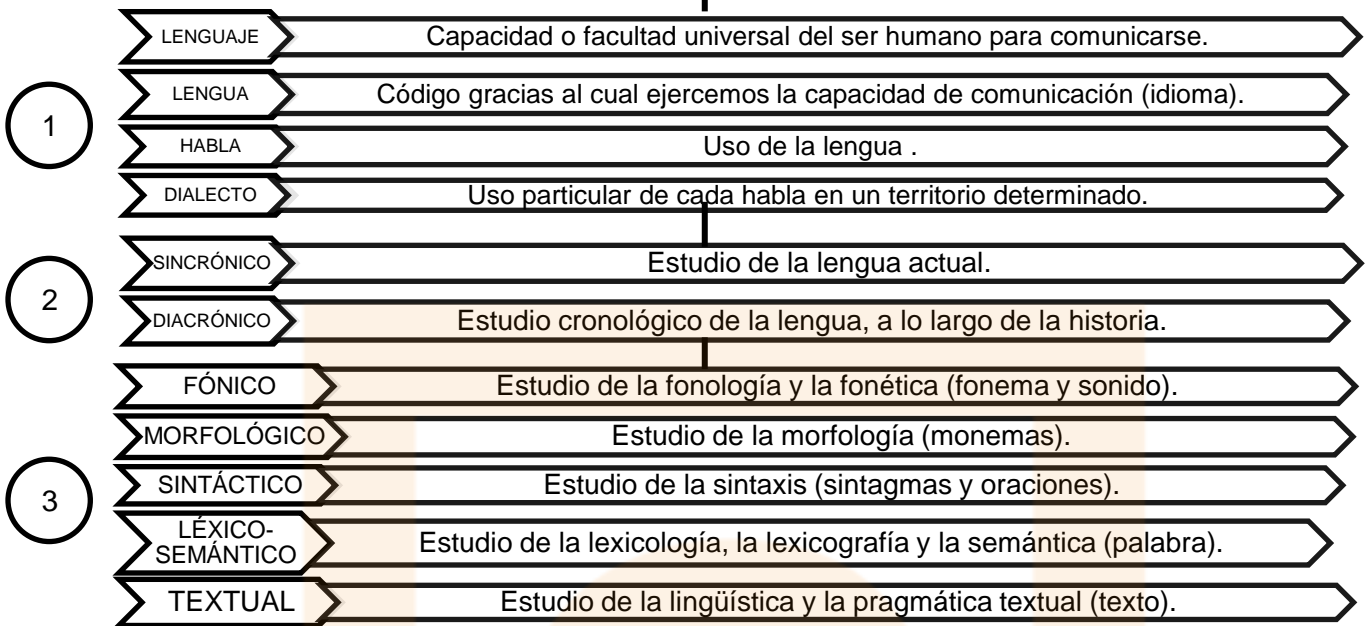 LENGUAJE Capacidad o facultad universal del ser humano para comunicarse.
1
LENGUA Código gracias al cual ejercemos la capacidad de comunicación (idioma).
HABLA Uso de la lengua .
DIALECTO Uso particular de cada habla en un territorio determinado.
2
SINCRÓNICO Estudio de la lengua actual.
DIACRÓNICO Estudio cronológico de la lengua, a lo largo de la historia.
3
FÓNICO Estudio de la fonología y la fonética (fonema y sonido).
MORFOLÓGICO Estudio de la morfología (monemas).
SINTÁCTICO Estudio de la sintaxis (sintagmas y oraciones).
LÉXICO-
SEMÁNTICO Estudio de la lexicología, la lexicografía y la semántica (palabra).
TEXTUAL Estudio de la lingüística y la pragmática textual (texto).